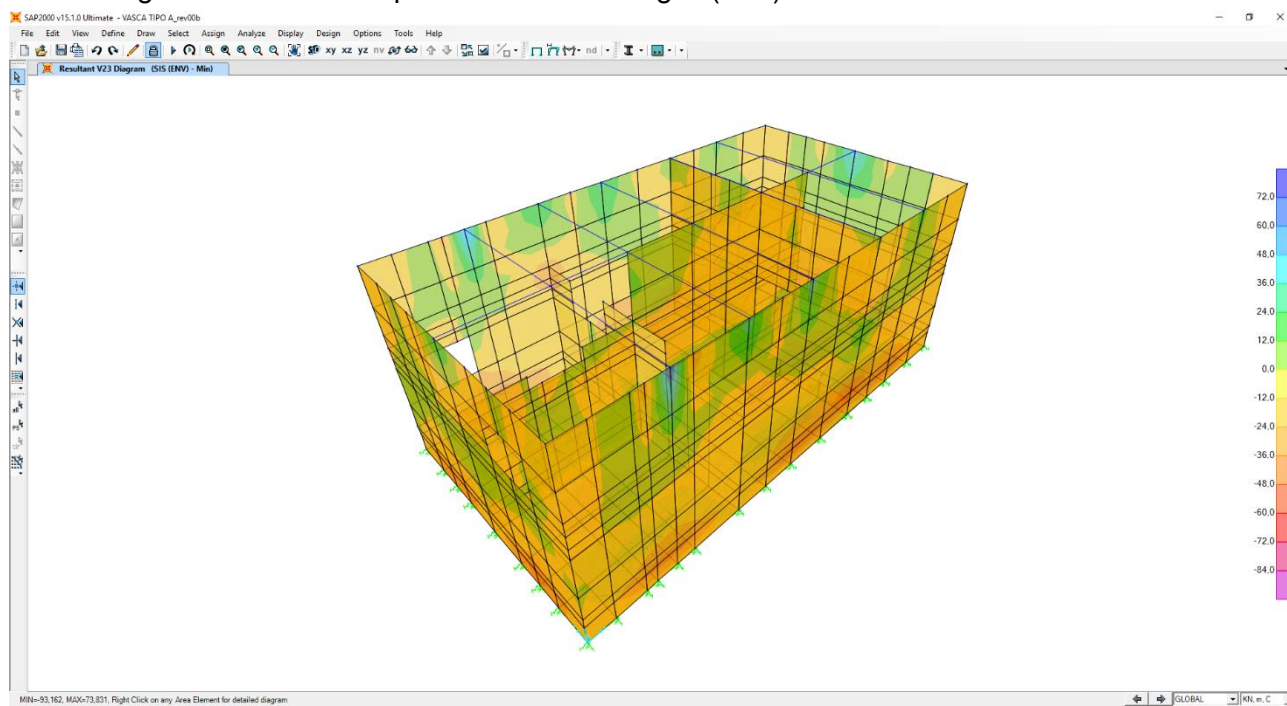 SAP2000 v15.1.0 Ultimate - VASCA TIPO A_rev00b
File Edit View Define Draw Select Assign Analyze Display Design Options Tools Help
xy xz yz nv nd
Resultant V23 Diagram (SIS (ENV) - Min)
72.0
60.0
48.0
36.0
24.0
12.0
0.0
-12.0
-24.0
-36.0
-48.0
-60.0
-72.0
-84.0
MIN=-93,162, MAX=73,831, Right Click on any Area Element for detailed diagram
GLOBAL
KN, m, C